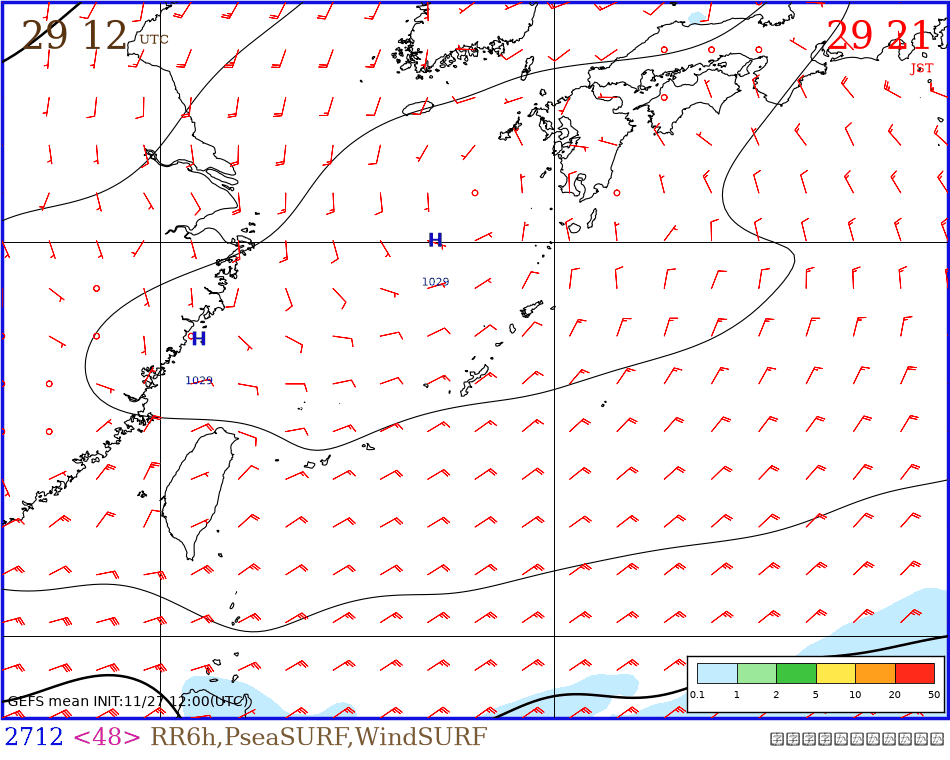 29 12 UTC
29 21
JST
H
1029
H
1029
0.1 1 2 5 10 20 50
GEFS mean INIT:11/27 12:00(UTC)
2712 <48> RR6h,PseaSURF,WindSURF